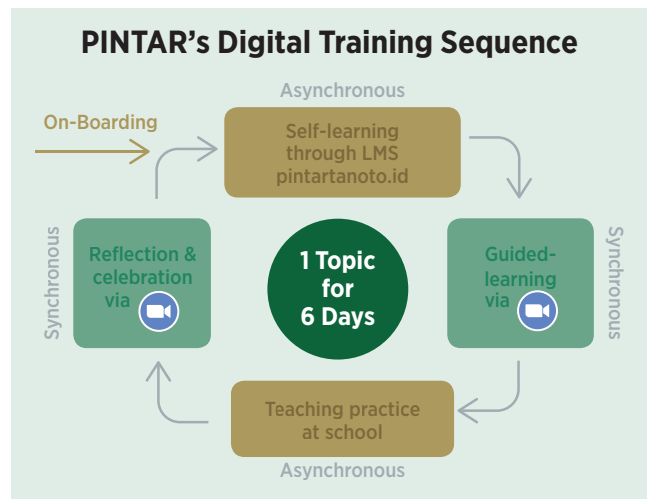 PINTAR's Digital Training Sequence
Asynchronous
On-Boarding
Self-learning
through LMS
pintartanoto.id
Synchronous
Reflection &
celebration
via
1 Topic
for
6 Days
Guided-
learning
via
Synchronous
Teaching practice
at school
Asynchronous